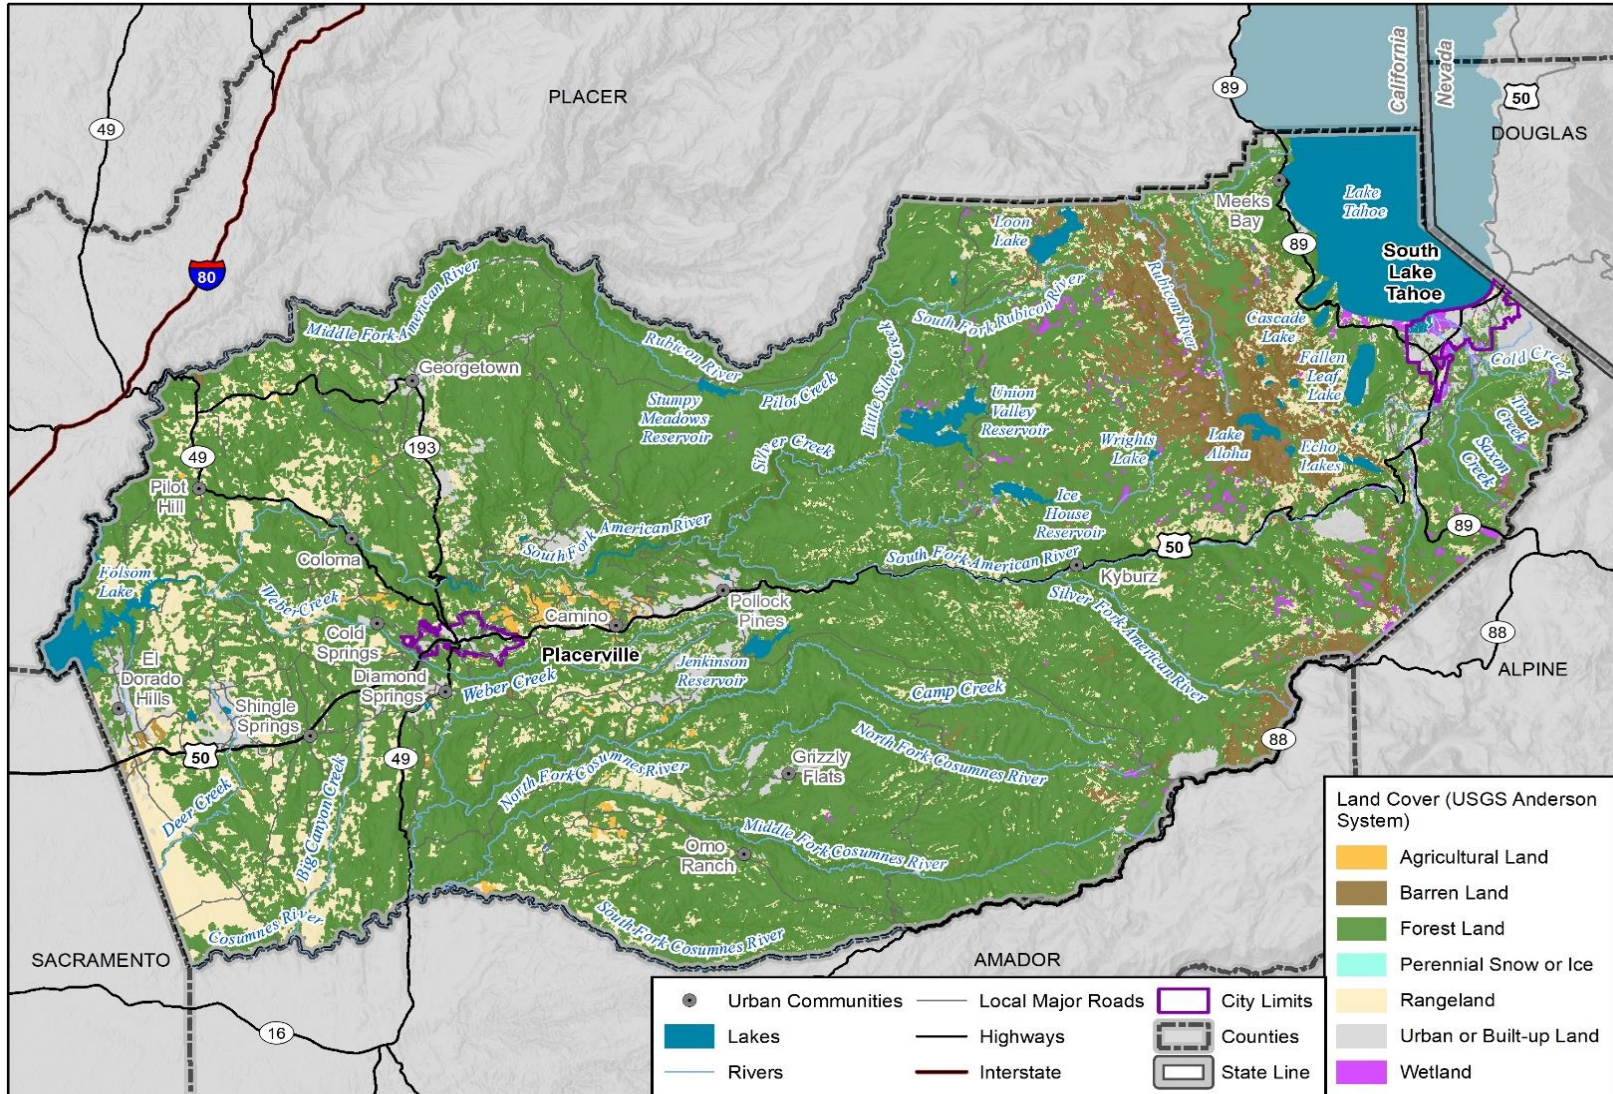 PLACER
DOUGLAS
California
Nevada
49
80
89
50
Lake
Tahoe
Meeks
Bay
89
South
Lake
Tahoe
Loon
Lake
Rubicon River
South Fork Rubicon River
Cascade
Lake
Fallen
Leaf
Lake
Cold Creek
Trout
Creek
Saxon
Creek
Middle Fork American River
Georgetown
Rubicon River
Stumpy
Meadows
Reservoir
Pilot Creek
Little Silver Creek
Silver Creek
Union
Valley
Reservoir
Wrights
Lake
Lake
Aloha
Echo
Lakes
Ice
House
Reservoir
49
193
Pilot
Hill
Coloma
South Fork American River
South Fork American River
50
Kyburz
89
Silver Fork American River
88
ALPINE
Folsom
Lake
Weber Creek
Cold
Springs
Camino
Pollock
Pines
Placerville
Jenkinson
Reservoir
Diamond
Springs
Weber Creek
Camp Creek
El
Dorado
Hills
Shingle
Springs
50
49
88
Deer Creek
Big Canyon Creek
North Fork Cosumnes River
Grizzly
Flats
North Fork Cosumnes River
Omo
Ranch
Middle Fork Cosumnes River
Cosumnes River
South Fork Cosumnes River
SACRAMENTO
AMADOR
16
Land Cover (USGS Anderson
System)
Agricultural Land
Barren Land
Forest Land
Perennial Snow or Ice
Rangeland
Urban or Built-up Land
Wetland
Urban Communities
Local Major Roads
City Limits
Lakes
Highways
Counties
Rivers
Interstate
State Line